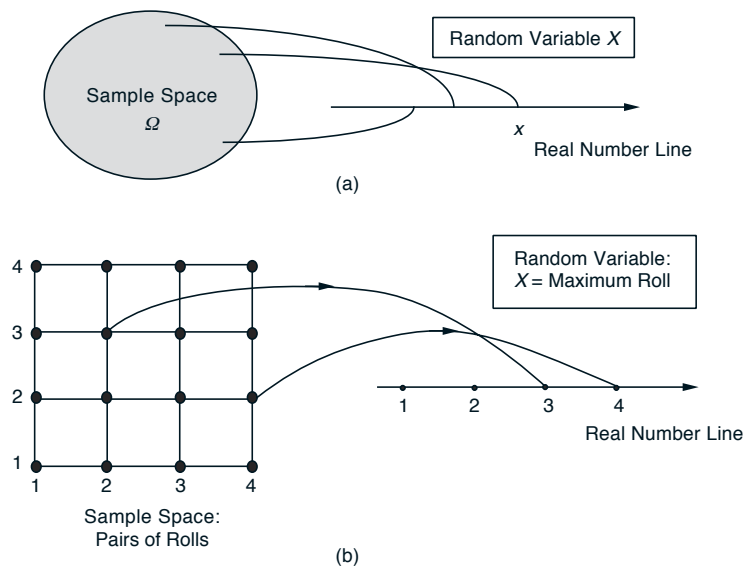 Random Variable X
Sample Space
Ω
x
Real Number Line
(a)
Random Variable:
X = Maximum Roll
4
3
2
1
1 2 3 4
1 2 3 4
Real Number Line
Sample Space:
Pairs of Rolls
(b)